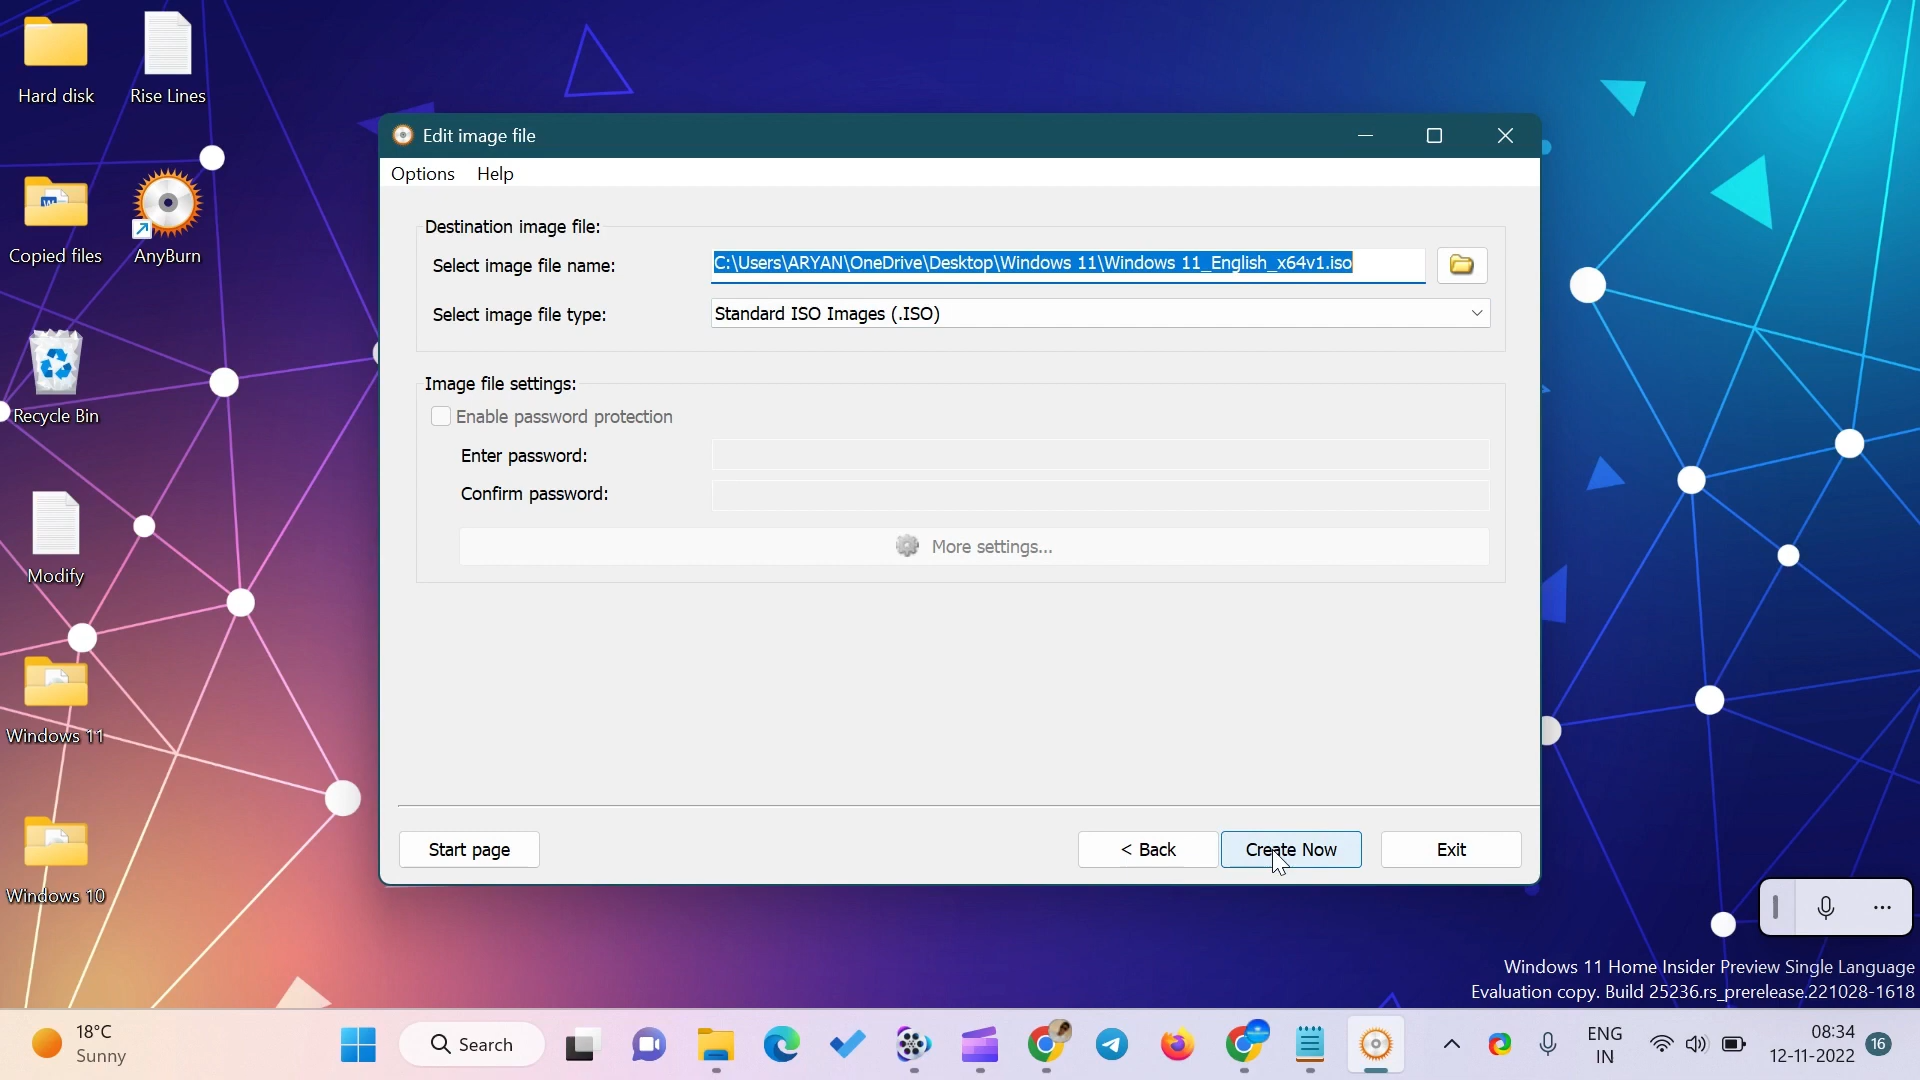 Hard disk
Rise Lines
Copied files
AnyBurn
Recycle Bin
Modify
Windows 11
Windows 10
Edit image file
Options Help
Destination image file:
Select image file name: C:\Users\ARYAN\OneDrive\Desktop\Windows 11\Windows 11_English_x64v1.iso
Select image file type: Standard ISO Images (.ISO)
Image file settings:
Enable password protection
Enter password:
Confirm password:
More settings...
Start page
< Back
Create Now
Exit
Windows 11 Home Insider Preview Single Language
Evaluation copy. Build 25236.rs_prerelease.221028-1618
18°C
Sunny
Search
ENG
IN
08:34
12-11-2022
16